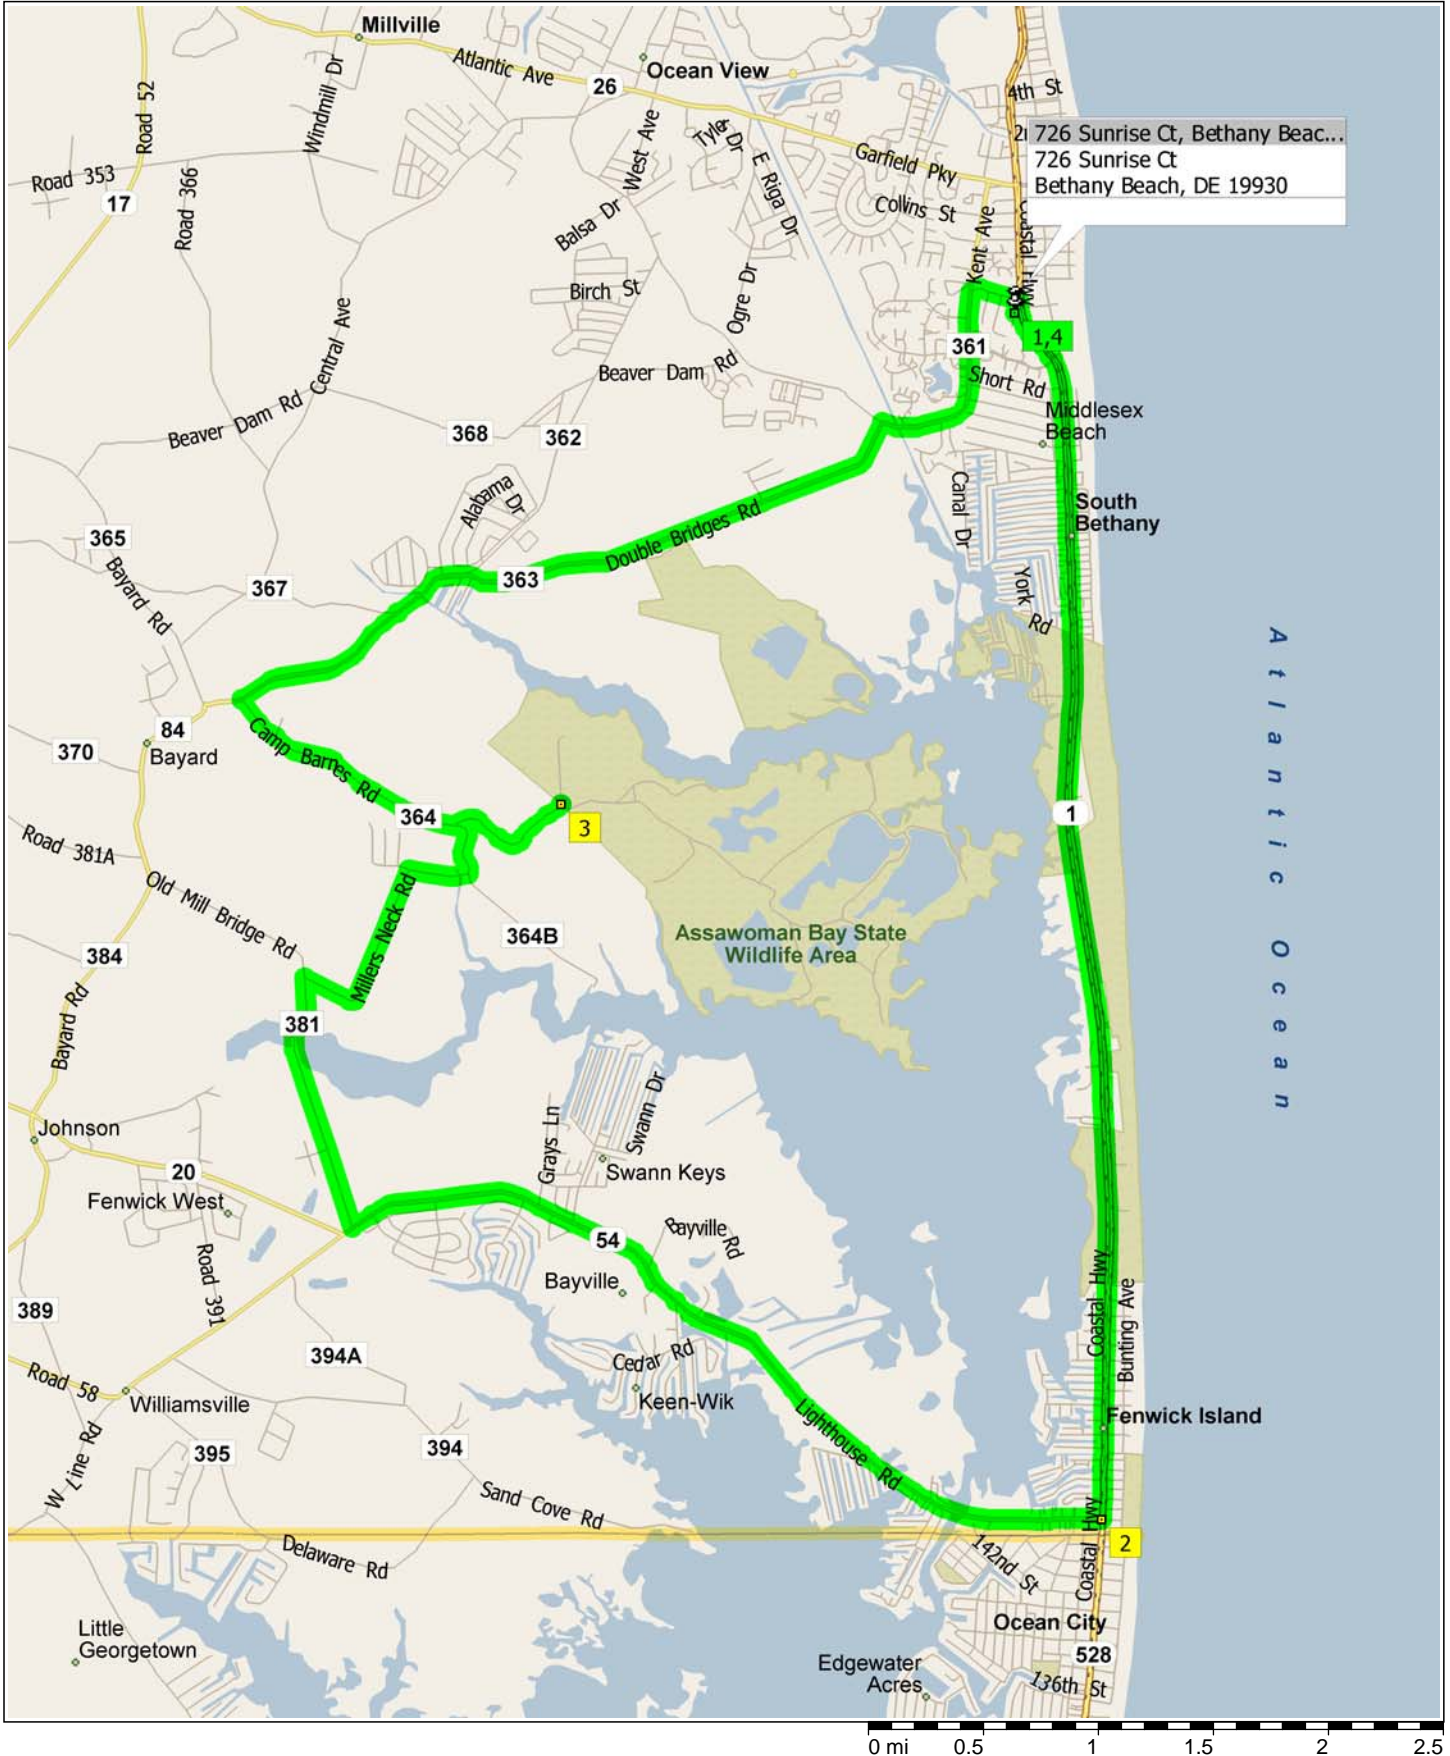 Millville
Atlantic Ave
Ocean View
26
Road 52
Windmill Dr
4th St
Tyler Dr
West Ave
E Riga Dr
Garfield Pky
726 Sunrise Ct, Bethany Beac...
726 Sunrise Ct
Bethany Beach, DE 19930
Road 353
17
Road 366
Balsa Dr
Collins St
Kent Ave
Coastal Hwy
Birch St
Ogre Dr
Central Ave
1,4
361
Beaver Dam Rd
Short Rd
Middlesex
Beach
Beaver Dam Rd
368
362
Alabama Dr
Canal Dr
South
Bethany
Double Bridges Rd
365
Bayard Rd
367
363
York Rd
Atlantic Ocean
84
Bayard
370
Camp Barnes Rd
364
3
1
Road 381A
Old Mill Bridge Rd
Millers Neck Rd
364B
Assawoman Bay State
Wildlife Area
384
Bayard Rd
381
Swann Dr
Grays Ln
Johnson
20
Swann Keys
Fenwick West
Bayville Rd
54
Road 391
Bayville
Coastal Hwy
Bunting Ave
389
394A
Cedar Rd
Road 58
Williamsville
Keen-Wik
Lighthouse Rd
Fenwick Island
W Line Rd
395
394
Sand Cove Rd
Coastal Hwy
2
Delaware Rd
142nd St
Ocean City
Little
Georgetown
528
Edgewater
Acres
136th St
0 mi 0.5 1 1.5 2 2.5